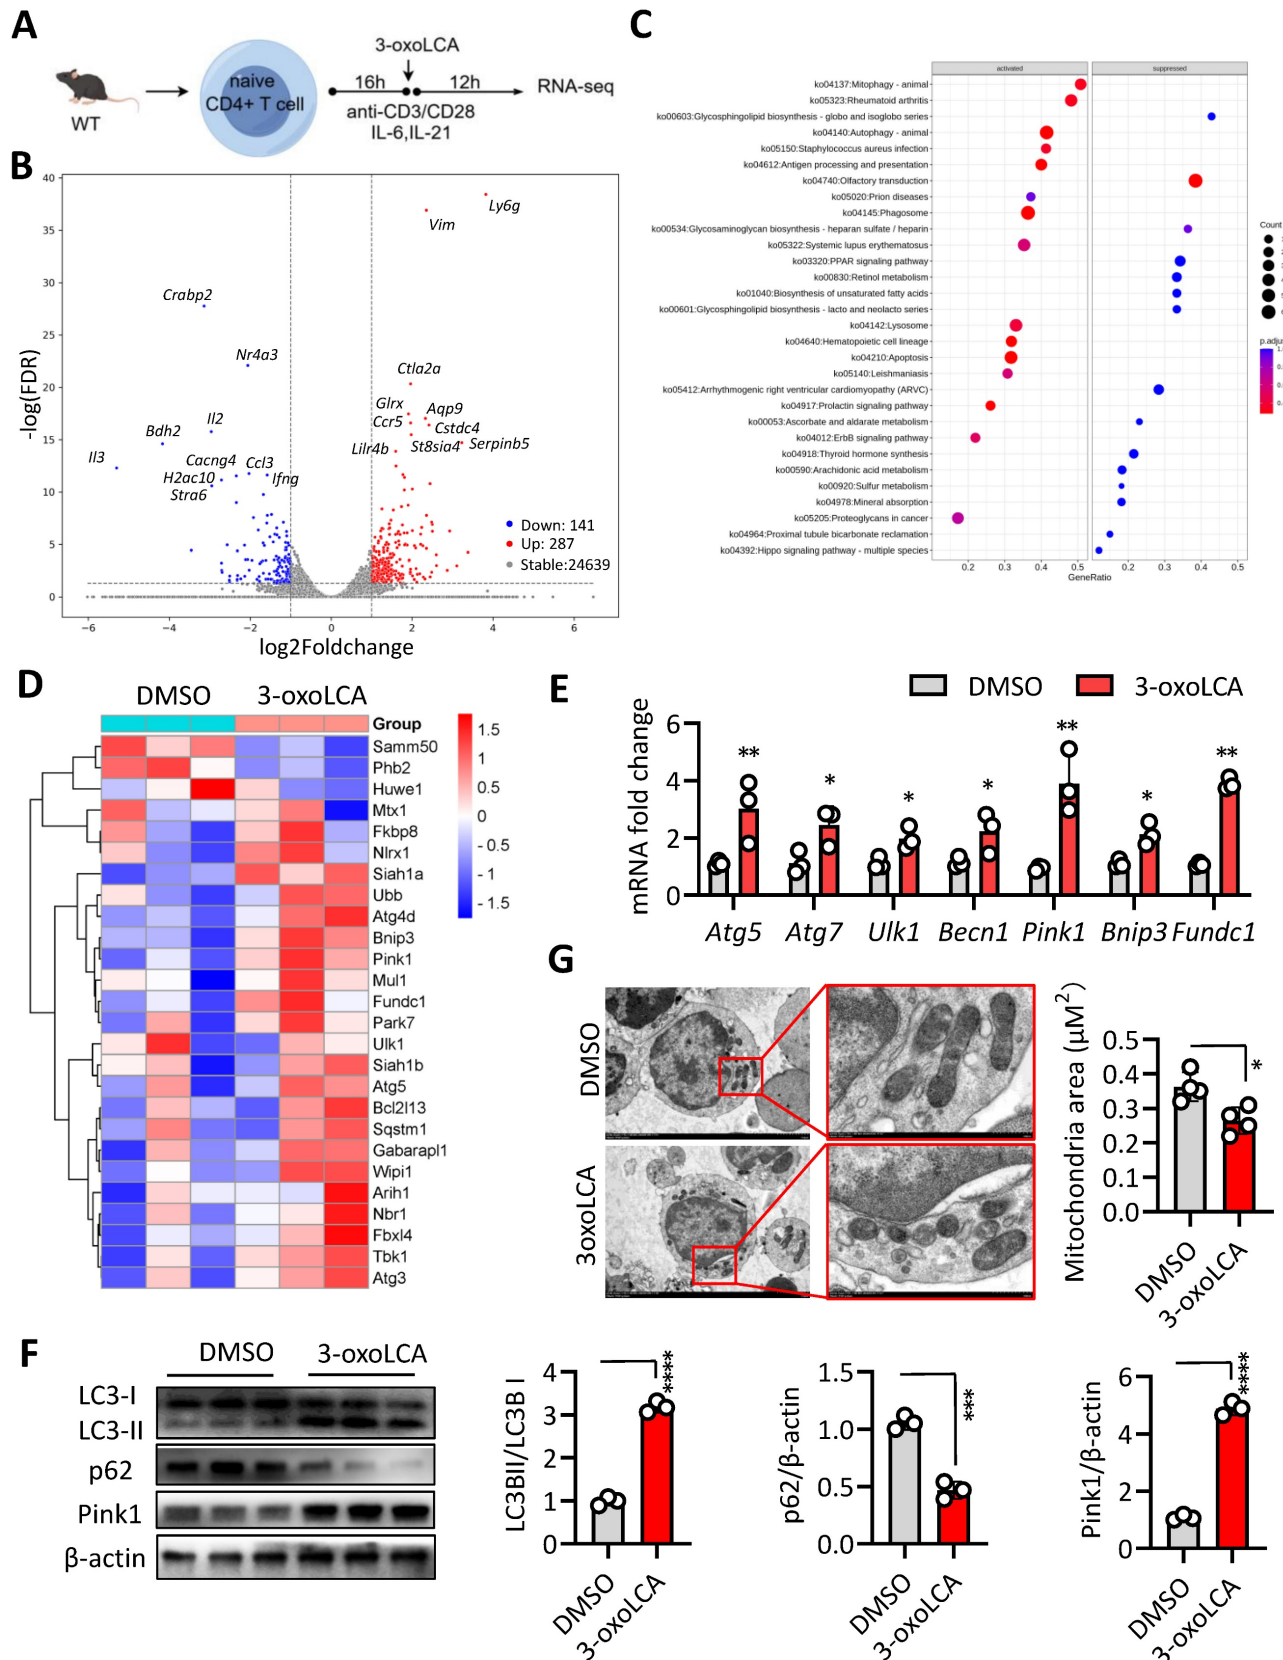 A
WT
naive
CD4+ T cell
3-oxoLCA
16h
12h
anti-CD3/CD28
IL-6,IL-21
RNA-seq
B
-log(FDR)
40
35
30
25
20
15
10
5
0
Ly6g
Vim
Crabp2
Nr4a3
Ctla2a
Il2
Glrx
Aqp9
Bdh2
Ccr5
Cstdc4
Il3
Cacng4
Ccl3
Lilr4b
St8sia4
Serpinb5
H2ac10
Ifng
Stra6
Down: 141
Up: 287
Stable:24639
−6
−4
−2
0
2
4
6
log2Foldchange
C
activated
suppressed
ko04137:Mitophagy - animal
ko05323:Rheumatoid arthritis
ko00603:Glycosphingolipid biosynthesis - globo and isoglobo series
ko04140:Autophagy - animal
ko05150:Staphylococcus aureus infection
ko04612:Antigen processing and presentation
ko04740:Olfactory transduction
ko05020:Prion diseases
ko04145:Phagosome
ko00534:Glycosaminoglycan biosynthesis - heparan sulfate / heparin
ko05322:Systemic lupus erythematosus
ko03320:PPAR signaling pathway
ko00830:Retinol metabolism
ko01040:Biosynthesis of unsaturated fatty acids
ko00601:Glycosphingolipid biosynthesis - lacto and neolacto series
ko04142:Lysosome
ko04640:Hematopoietic cell lineage
ko04210:Apoptosis
ko05140:Leishmaniasis
ko05412:Arrhythmogenic right ventricular cardiomyopathy (ARVC)
ko04917:Prolactin signaling pathway
ko00053:Ascorbate and aldarate metabolism
ko04012:ErbB signaling pathway
ko04918:Thyroid hormone synthesis
ko00590:Arachidonic acid metabolism
ko00920:Sulfur metabolism
ko04978:Mineral absorption
ko05205:Proteoglycans in cancer
ko04964:Proximal tubule bicarbonate reclamation
ko04392:Hippo signaling pathway - multiple species
0.2 0.3 0.4 0.5
0.2 0.3 0.4 0.5
GeneRatio
Count
p.adju
D
DMSO
3-oxoLCA
Group
Samm50
Phb2
Huwe1
Mtx1
Fkbp8
Nlrx1
Siah1a
Ubb
Atg4d
Bnip3
Pink1
Mul1
Fundc1
Park7
Ulk1
Siah1b
Atg5
Bcl2l13
Sqstm1
Gabarapl1
Wipi1
Arih1
Nbr1
Fbxl4
Tbk1
Atg3
1.5
1
0.5
0
- 0.5
- 1
- 1.5
E
DMSO
3-oxoLCA
mRNA fold change
6
4
2
0
**
*
*
*
**
*
**
Atg5
Atg7
Ulk1
Becn1
Pink1
Bnip3
Fundc1
G
DMSO
3oxoLCA
Mitochondria area (μM2)
0.5
0.4
0.3
0.2
0.1
0.0
*
DMSO
3-oxoLCA
F
DMSO
3-oxoLCA
LC3-I
LC3-II
p62
Pink1
β-actin
LC3BII/LC3B I
4
3
2
1
0
****
DMSO
3-oxoLCA
p62/β-actin
1.5
1.0
0.5
0.0
***
DMSO
3-oxoLCA
Pink1/β-actin
6
4
2
0
****
DMSO
3-oxoLCA